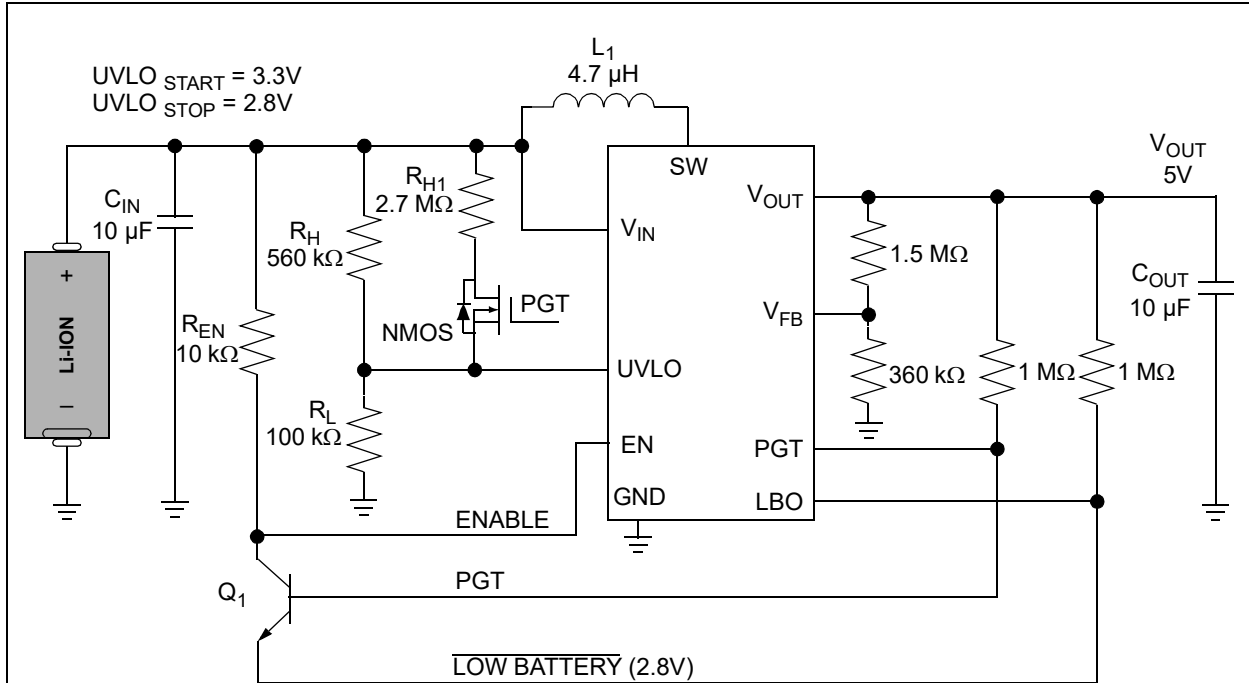 L1
4.7 µH
UVLO START = 3.3V
UVLO STOP = 2.8V
VOUT
5V
SW
CIN
10 µF
RH
560 kΩ
RH1
2.7 MΩ
VIN
VOUT
1.5 MΩ
COUT
10 µF
+
Li-ION
–
REN
10 kΩ
NMOS
PGT
VFB
UVLO
360 kΩ
1 MΩ
1 MΩ
RL
100 kΩ
EN
PGT
GND
LBO
ENABLE
Q1
PGT
LOW BATTERY (2.8V)